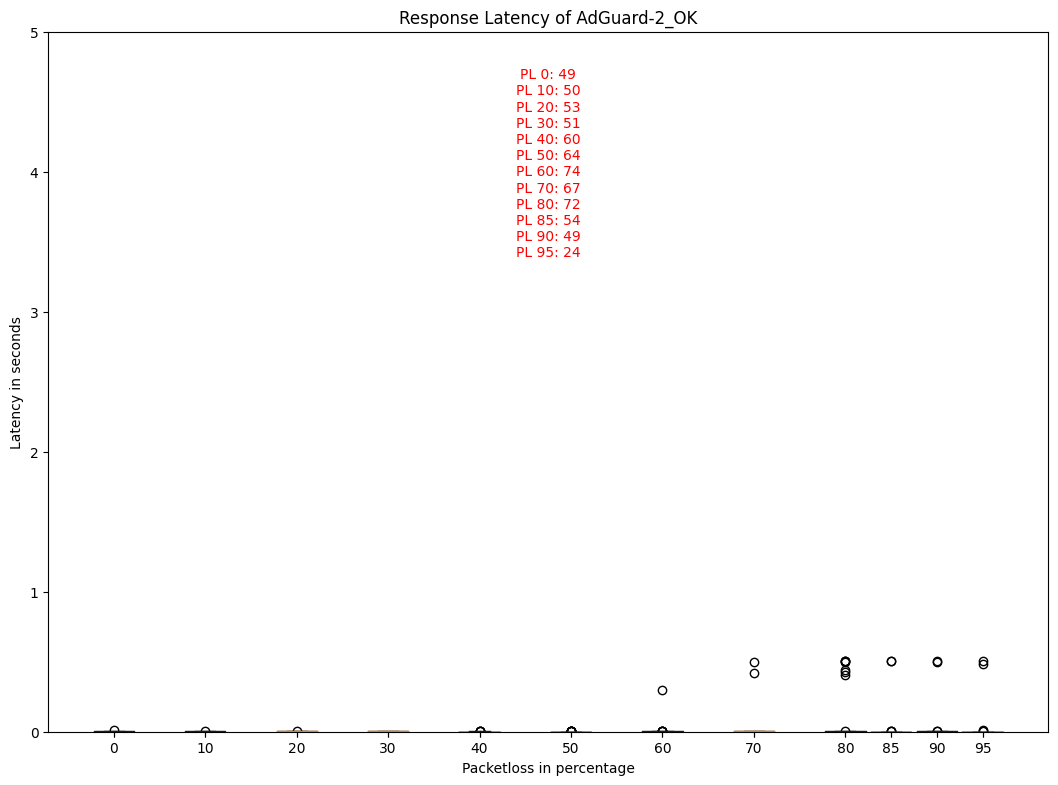 Response Latency of AdGuard-2_OK
5
PL 0: 49
PL 10: 50
PL 20: 53
PL 30: 51
PL 40: 60
PL 50: 64
PL 60: 74
PL 70: 67
PL 80: 72
PL 85: 54
PL 90: 49
PL 95: 24
4
3
2
1
0
Latency in seconds
0 10 20 30 40 50 60 70 80 85 90 95
Packetloss in percentage